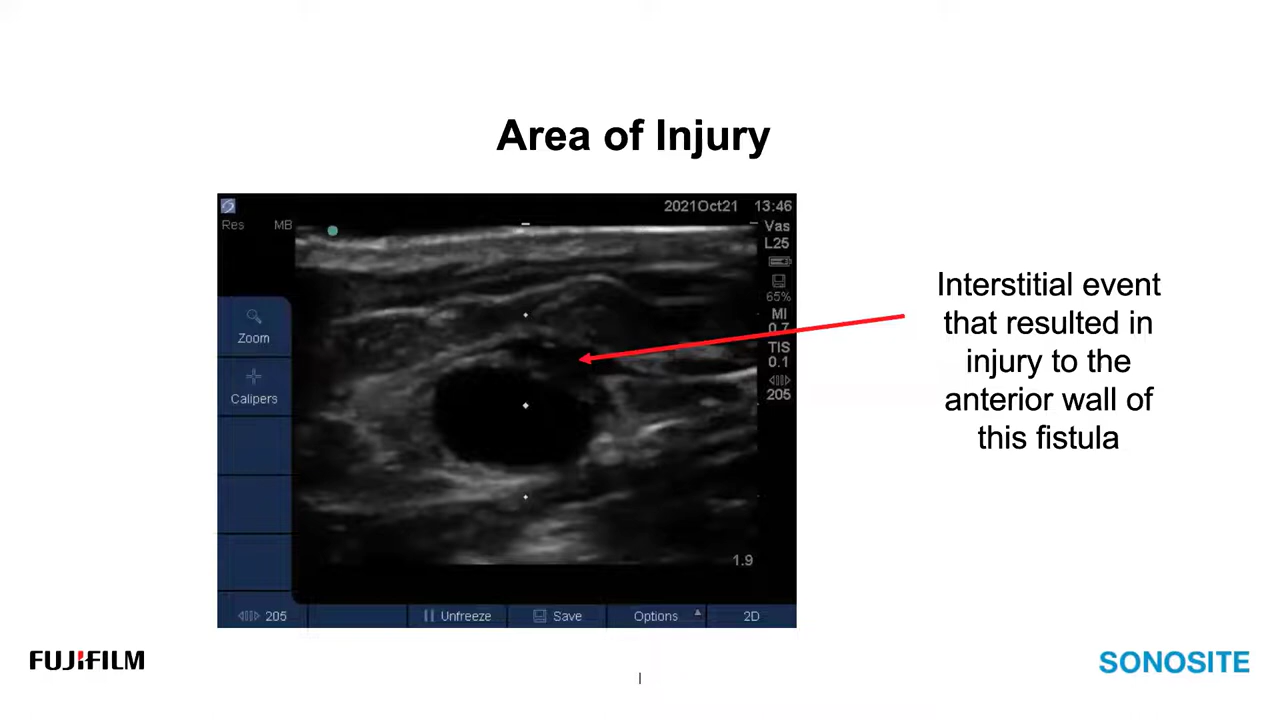 Area of Injury
2021Oct21 13:46
Res MB
Vas
L25
65%
MI
0.7
TIS
0.1
205
Zoom
Calipers
1.9
205
Unfreeze
Save
Options
2D
Interstitial event
that resulted in
injury to the
anterior wall of
this fistula
FUJIFILM
SONOSITE